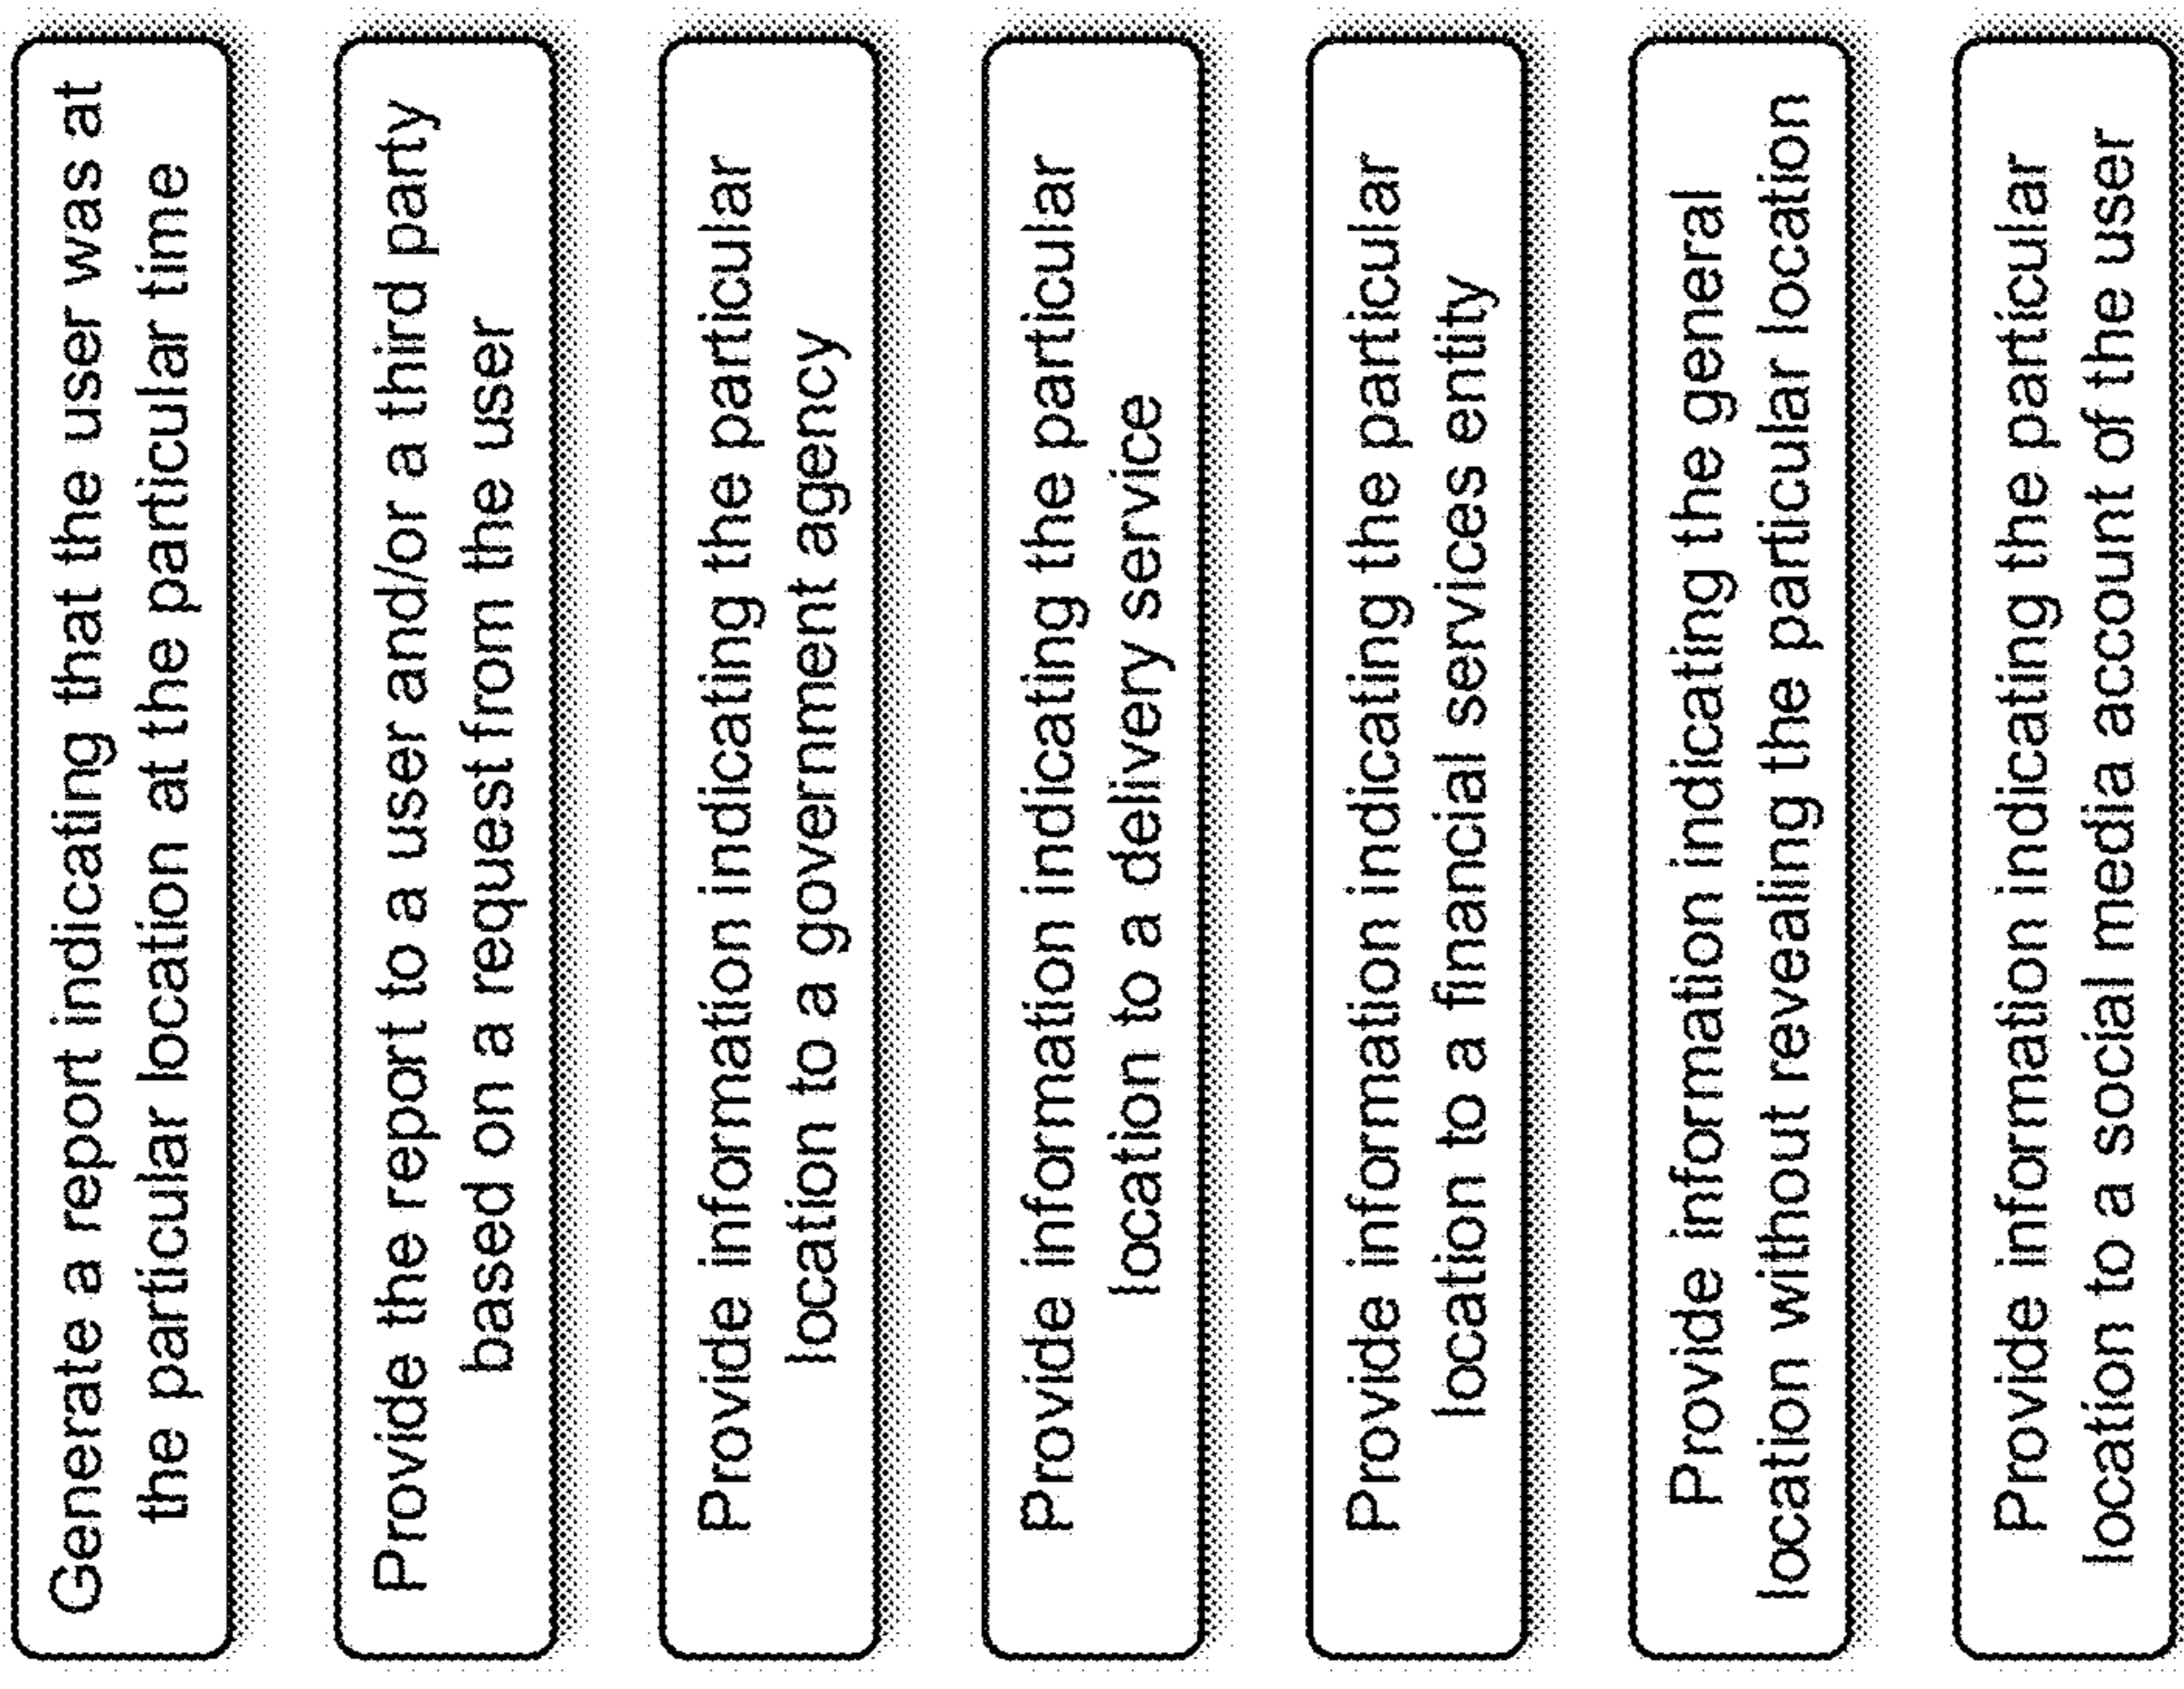 Generate a report indicating that the user was at
the particular location at the particular time
Provide the report to a user and/or a third party
based on a request from the user
Provide information indicating the particular
location to a government agency
Provide information indicating the particular
location to a delivery service
Provide information indicating the particular
location to a financial services entity
Provide information indicating the general
location without revealing the particular location
Provide information indicating the particular
location to a social media account of the user